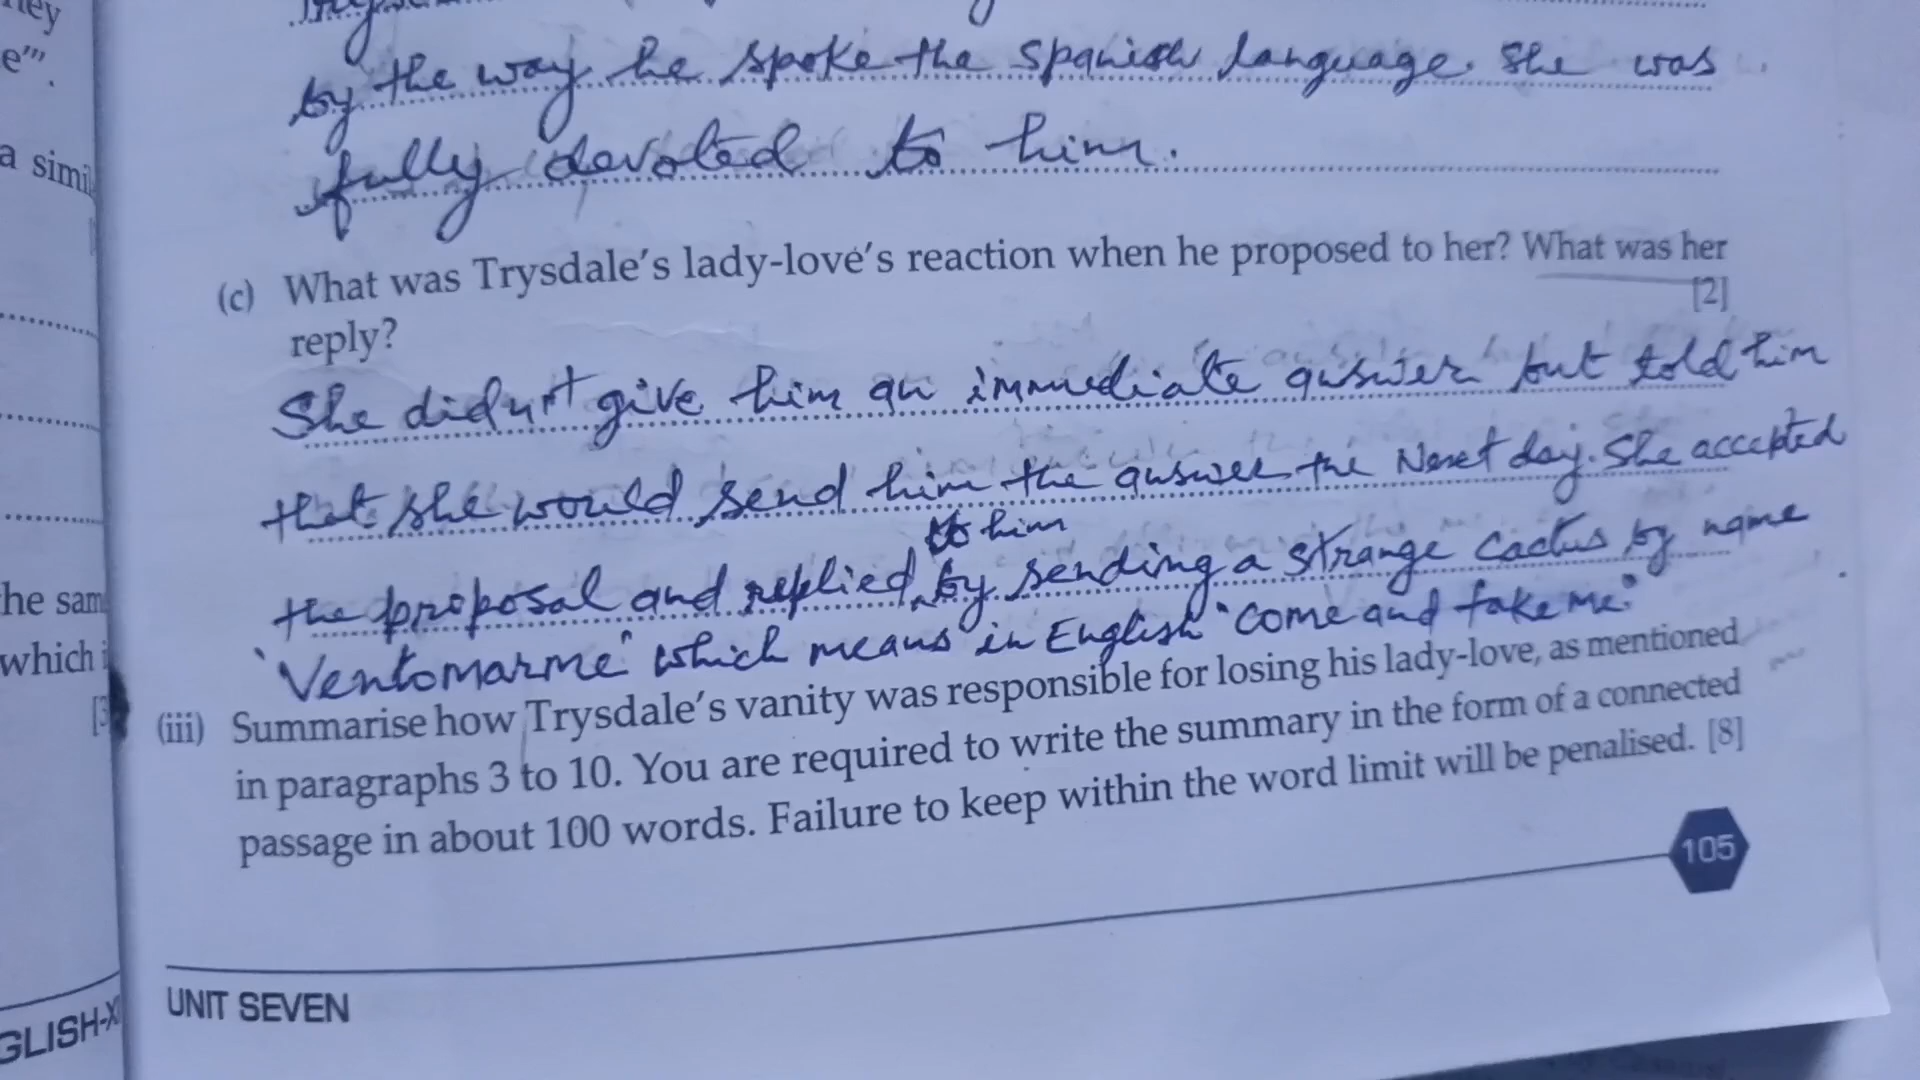 ney
e"'.
by the way he spoke the Spanish language. She was
fully devoted to him.
a simil
(c) What was Trysdale's lady-love's reaction when he proposed to her? What was her
[2]
reply?
She didn't give him an immediate answer but told him
that she would send him the answer the Next day. She accepted
to him
the proposal and replied by sending a strange cactus by name
'Ventomarme' which means in English 'come and take me'
he sam
which i
[3
(iii) Summarise how Trysdale's vanity was responsible for losing his lady-love, as mentioned
in paragraphs 3 to 10. You are required to write the summary in the form of a connected
passage in about 100 words. Failure to keep within the word limit will be penalised. [8]
105
UNIT SEVEN
GLISH-X